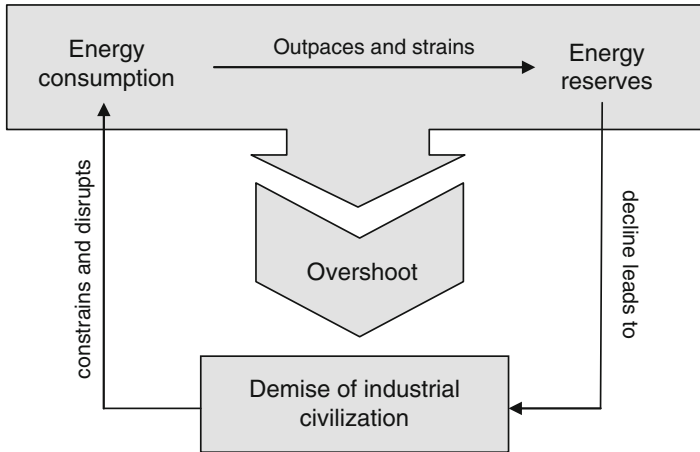 Energy
consumption
Outpaces and strains
Energy
reserves
constrains and disrupts
decline leads to
Overshoot
Demise of industrial
civilization